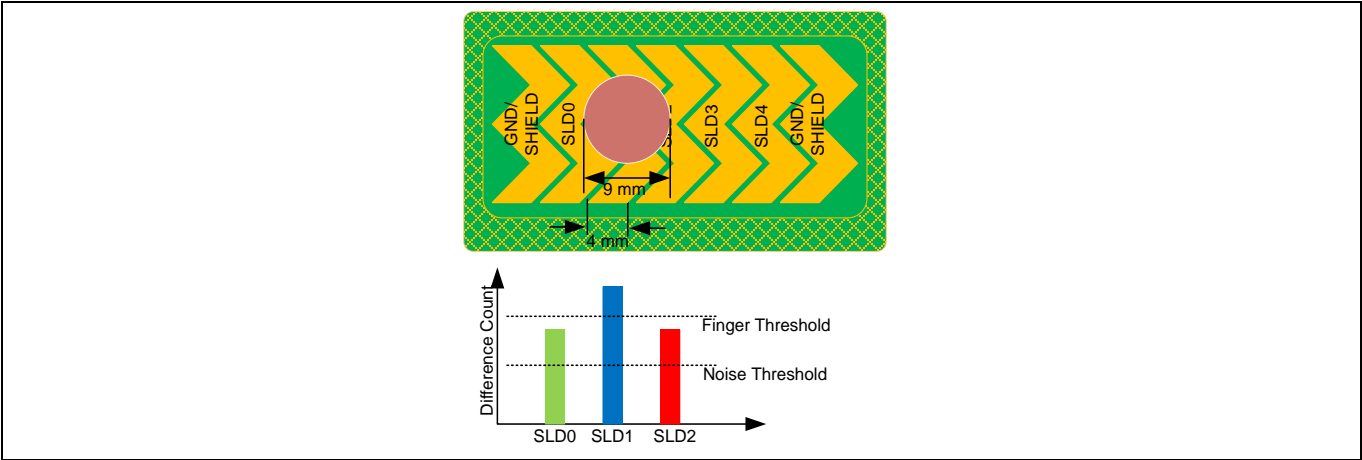 GND/
SHIELD
SLD0
SLD3
SLD4
GND/
SHIELD
9 mm
4 mm
Difference Count
Finger Threshold
Noise Threshold
SLD0
SLD1
SLD2